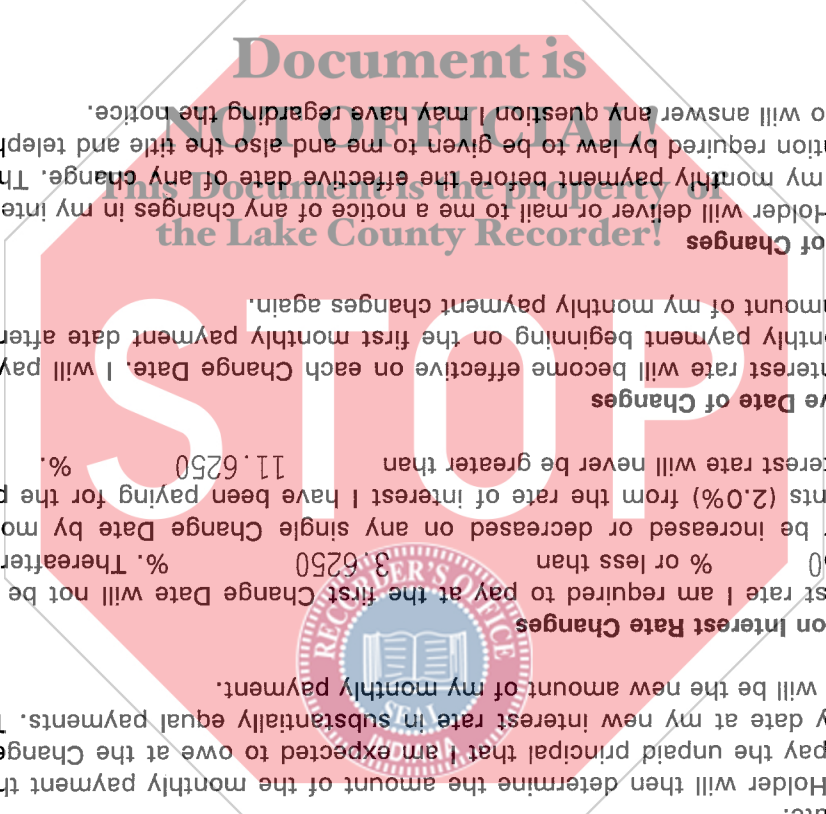 Holder will then determine the amount of the monthly payment th
pay the unpaid principal that I am expected to owe at the Change
y date at my new interest rate in substantially equal payments. T
will be the new amount of my monthly payment.
on Interest Rate Changes
st rate I am required to pay at the first Change Date will not be
0 % or less than 3.6250 %. Thereafter
be increased or decreased on any single Change Date by mo
nts (2.0%) from the rate of interest I have been paying for the p
terest rate will never be greater than 11.6250 %.
ve Date of Changes
nterest rate will become effective on each Change Date. I will pay
nthly payment beginning on the first monthly payment date after
amount of my monthly payment changes again.
of Changes
Holder will deliver or mail to me a notice of any changes in my inte
my monthly payment before the effective date of any change. Th
tion required by law to be given to me and also the title and teleph
o will answer any question I may have regarding the notice.
Document is
NOT OFFICIAL!
This Document is the property of
the Lake County Recorder!
STOP
RECORDER'S OFFICE
SEAL
INDIANA